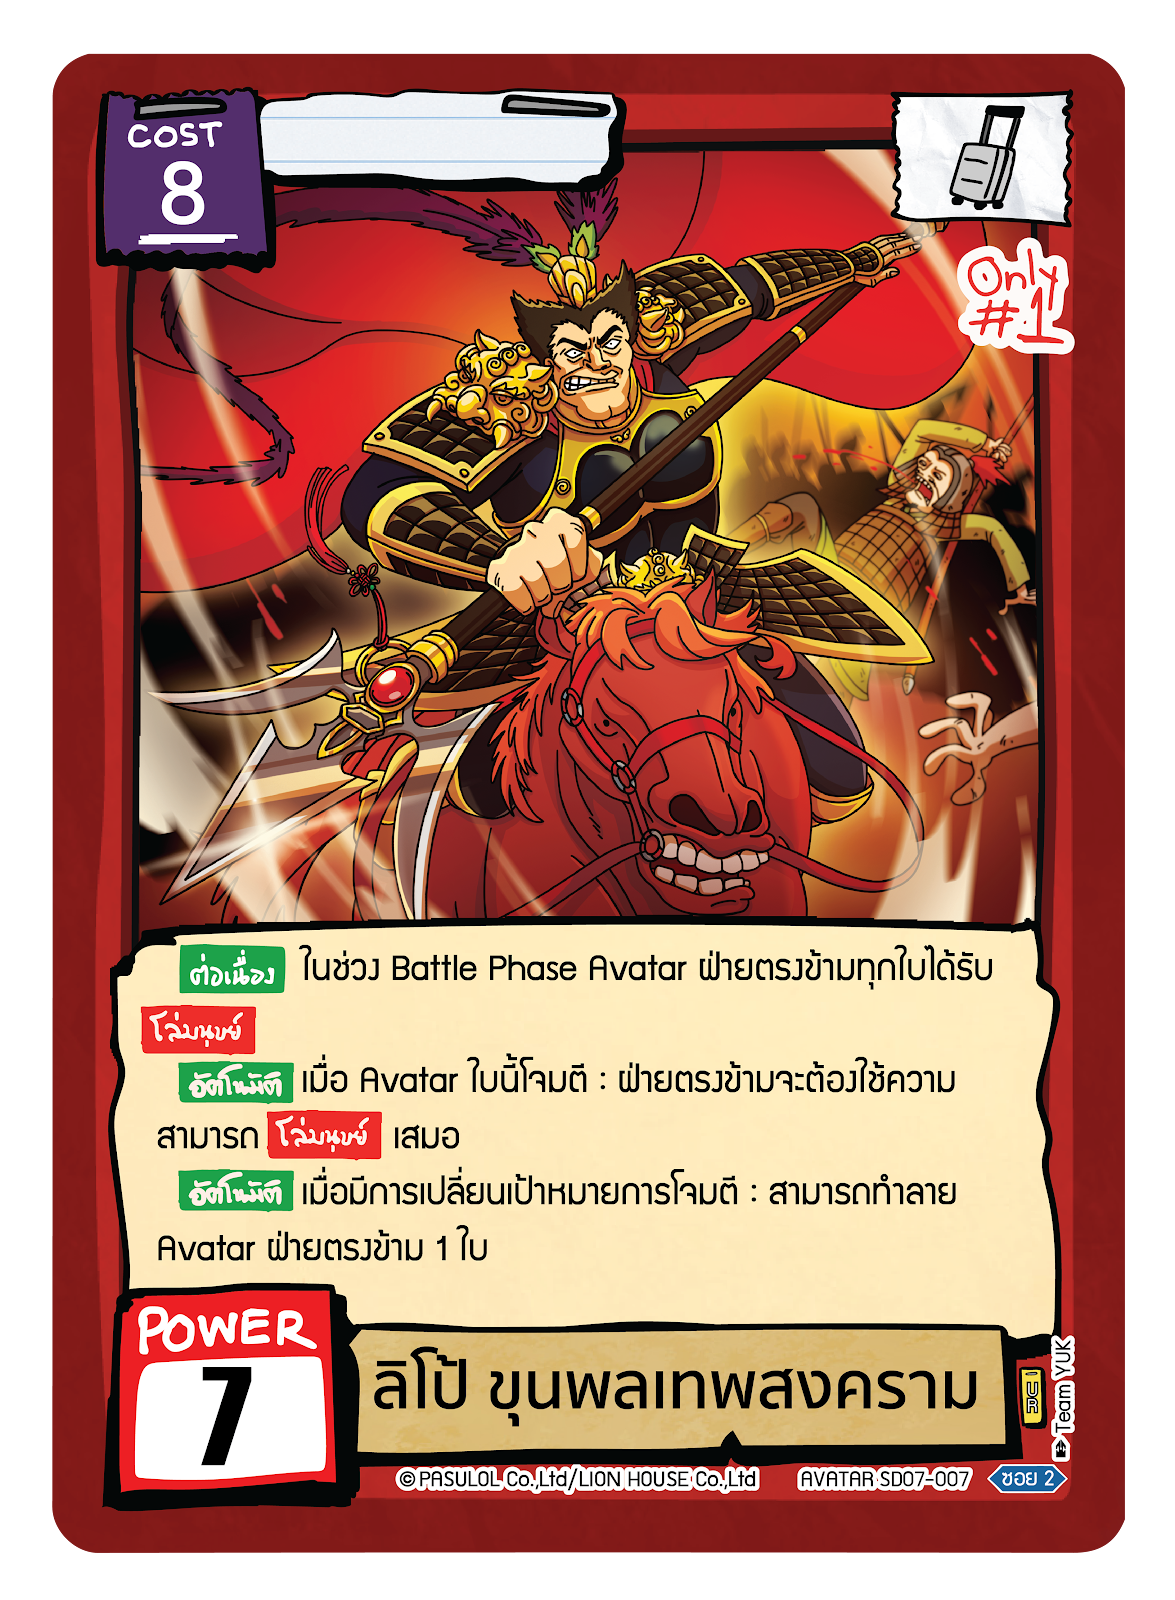 COST
8
Only
#1
ต่อเนื่อง ในช่วง Battle Phase Avatar ฝ่ายตรงข้ามทุกใบได้รับ
โล่มนุษย์
อัตโนมัติ เมื่อ Avatar ใบนี้โจมตี : ฝ่ายตรงข้ามจะต้องใช้ความ
สามารถ โล่มนุษย์ เสมอ
อัตโนมัติ เมื่อมีการเปลี่ยนเป้าหมายการโจมตี : สามารถทำลาย
Avatar ฝ่ายตรงข้าม 1 ใบ
POWER
7
ลิโป้ ขุนพลเทพสงคราม
UR
Team YUK
© PASULOL Co.,Ltd/LION HOUSE Co.,Ltd
AVATAR SD07-007
ซอย 2